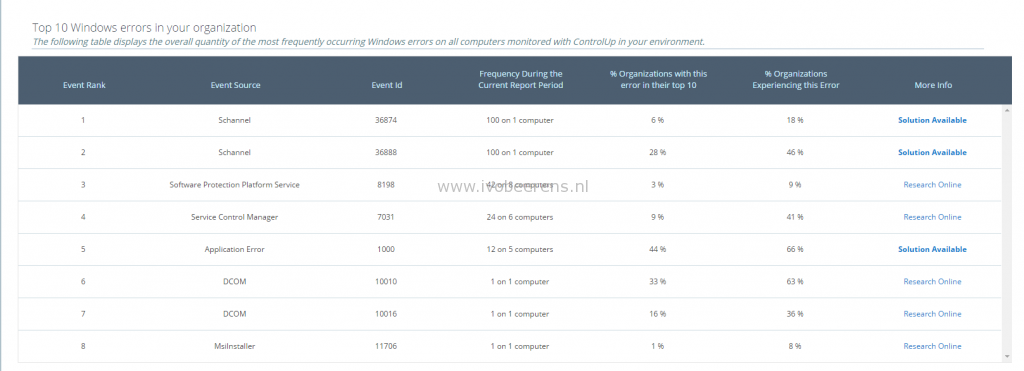 Top 10 Windows errors in your organization
The following table displays the overall quantity of the most frequently occurring Windows errors on all computers monitored with ControlUp in your environment.
Event Rank Event Source Event Id Frequency During the Current Report Period % Organizations with this error in their top 10 % Organizations Experiencing this Error More Info
1 Schannel 36874 100 on 1 computer 6 % 18 % Solution Available
2 Schannel 36888 100 on 1 computer 28 % 46 % Solution Available
3 Software Protection Platform Service 8198 on computers 3 % 9 % Research Online
www.ivobeerens.nl
4 Service Control Manager 7031 24 on 6 computers 9 % 41 % Research Online
5 Application Error 1000 12 on 5 computers 44 % 66 % Solution Available
6 DCOM 10010 1 on 1 computer 33 % 63 % Research Online
7 DCOM 10016 1 on 1 computer 16 % 36 % Research Online
8 MsiInstaller 11706 1 on 1 computer 1 % 8 % Research Online